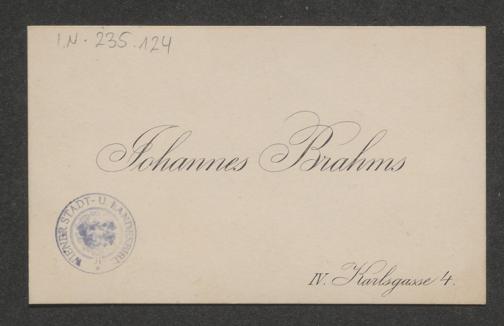 I.N. 235.124
Johannes Brahms
WIENER STADT- U. LANDESBIBL.
IV. Karlsgasse 4.